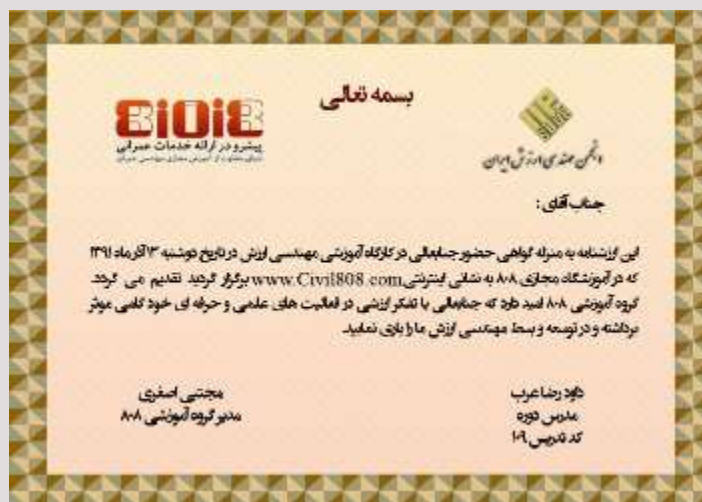 بسمه تعالی
808
پیشرو در ارائه خدمات عمرانی
انجمن مهندسی ارزش ایران
جناب آقای :
این ارزشنامه به منزله گواهی حضور جنابعالی در کارگاه آموزشی مهندسی ارزش در تاریخ دوشنبه ۱۳ آذر ماه ۱۳۹۱
که در آموزشگاه مجازی ۸۰۸ به نشانی اینترنتی www.Civil808.com برگزار گردید تقدیم می گردد.
گروه آموزشی ۸۰۸ امید دارد که جنابعالی با تفکر ارزشی در فعالیت های علمی و حرفه ای خود گامی موثر
برداشته و در توسعه و بسط مهندسی ارزش ما را یاری نمایید.
داود رضا عرب
مدرس دوره
کد تدریس ۱۰۹
مجتبی اصغری
مدیر گروه آموزشی ۸۰۸